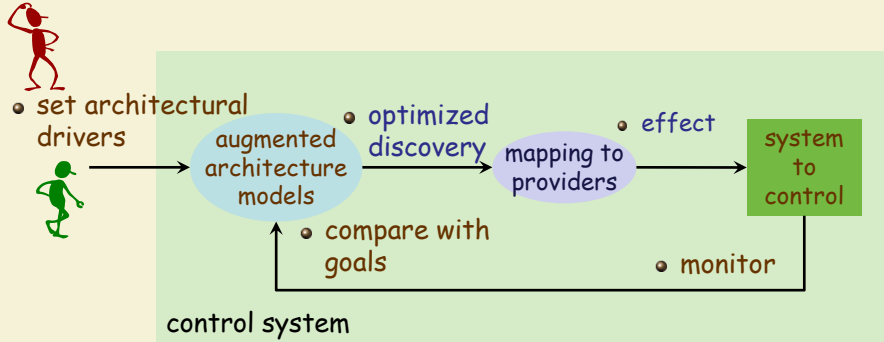 set architectural
drivers
augmented
architecture
models
optimized
discovery
mapping to
providers
effect
system
to
control
compare with
goals
monitor
control system